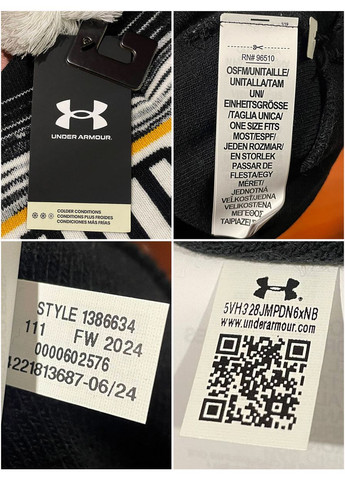 UNDER ARMOUR.
COLDER CONDITIONS
CONDITIONS PLUS FROIDES
CONDICIONES MÁS FRÍAS
RN# 96510
OSFM/UNITAILLE/
UNITALLA/TAM
UNI/
EINHEITSGRÖSSE
/TAGLIA UNICA/
ONE SIZE FITS
MOST/ESPF/
JEDEN ROZMIAR/
EN STORLEK
PASSAR DE
FLESTA/EGY
MÉRET/
JEDNOTNÁ
VEĽKOSŤ/JEDNA
VELIKOST/ENA
ΜΕΓΕΘΟΣ
STYLE 1386634
111 FW 2024
0000602576
4221813687-06/24
5VH328JMPDN6xNB
www.underarmour.com